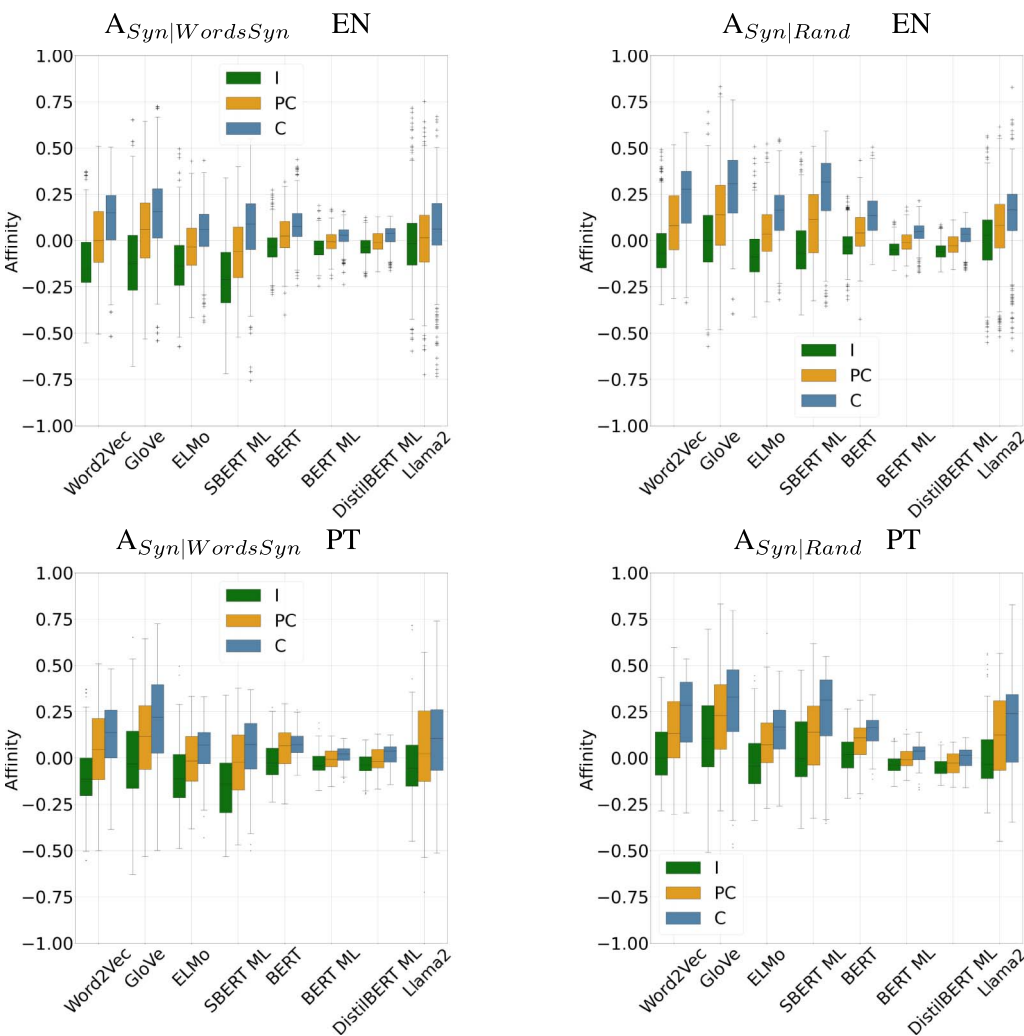 A_{Syn|WordsSyn} EN
1.00
0.75
0.50
0.25
0.00
−0.25
−0.50
−0.75
−1.00
Affinity
I
PC
C
Word2Vec
GloVe
ELMo
SBERT ML
BERT
BERT ML
DistilBERT ML
Llama2
A_{Syn|Rand} EN
1.00
0.75
0.50
0.25
0.00
−0.25
−0.50
−0.75
−1.00
Affinity
I
PC
C
Word2Vec
GloVe
ELMo
SBERT ML
BERT
BERT ML
DistilBERT ML
Llama2
A_{Syn|WordsSyn} PT
1.00
0.75
0.50
0.25
0.00
−0.25
−0.50
−0.75
−1.00
Affinity
I
PC
C
Word2Vec
GloVe
ELMo
SBERT ML
BERT
BERT ML
DistilBERT ML
Llama2
A_{Syn|Rand} PT
1.00
0.75
0.50
0.25
0.00
−0.25
−0.50
−0.75
−1.00
Affinity
I
PC
C
Word2Vec
GloVe
ELMo
SBERT ML
BERT
BERT ML
DistilBERT ML
Llama2